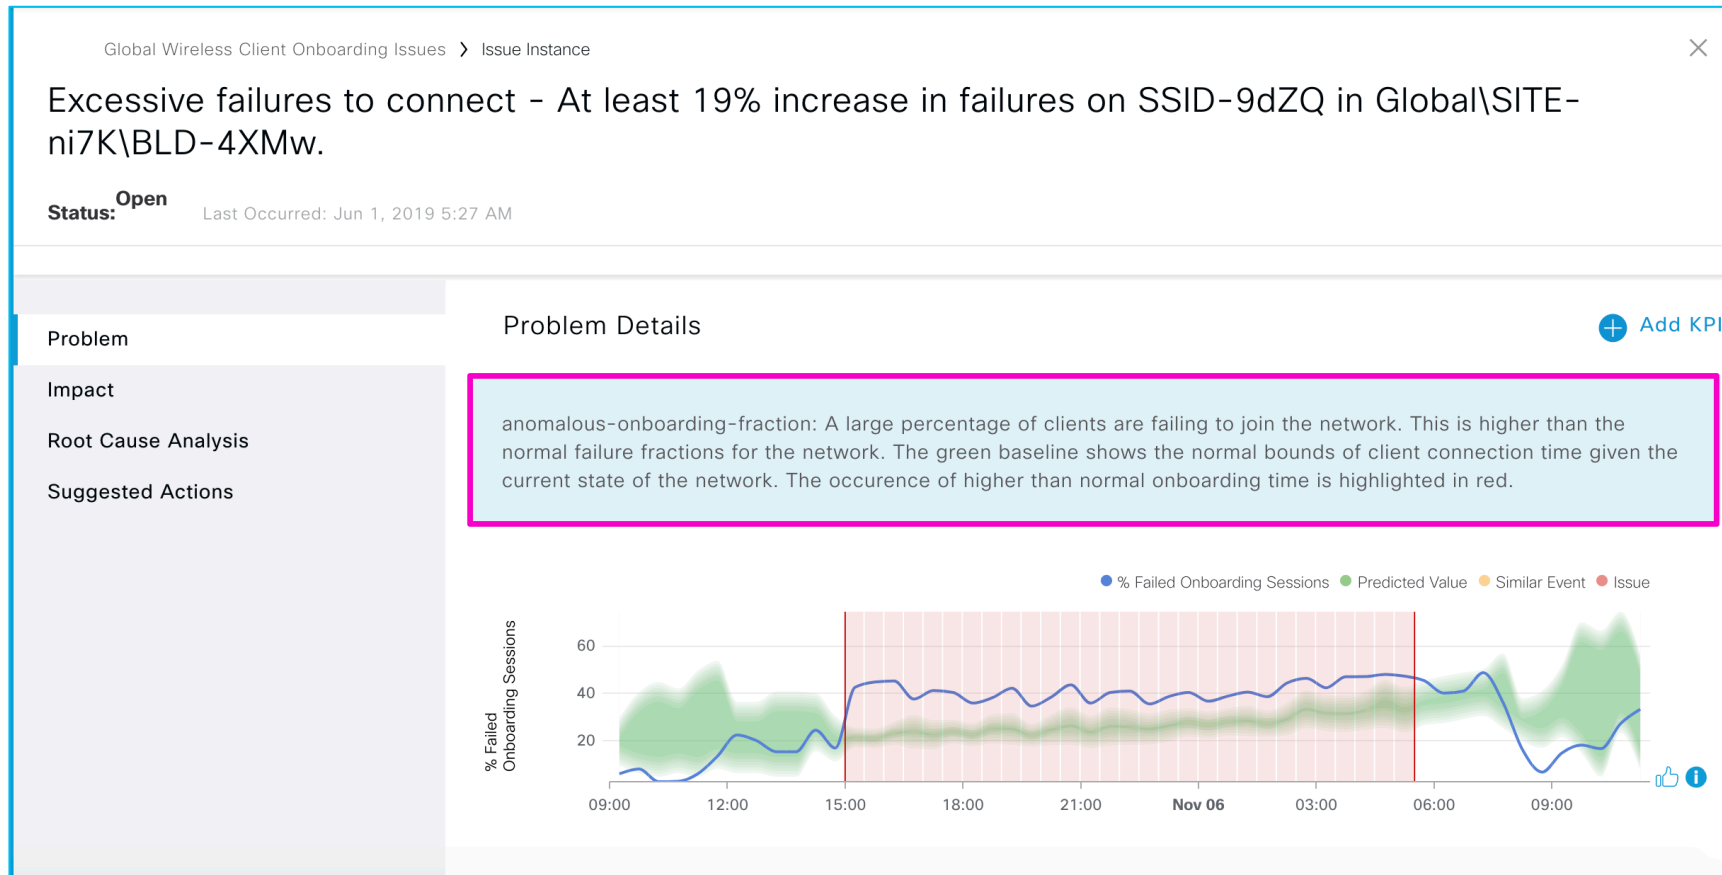 Global Wireless Client Onboarding Issues > Issue Instance
Excessive failures to connect - At least 19% increase in failures on SSID-9dZQ in Global\SITE-
ni7K\BLD-4XMw.
Status: Open Last Occurred: Jun 1, 2019 5:27 AM
Problem
Impact
Root Cause Analysis
Suggested Actions
Problem Details
Add KPI
anomalous-onboarding-fraction: A large percentage of clients are failing to join the network. This is higher than the
normal failure fractions for the network. The green baseline shows the normal bounds of client connection time given the
current state of the network. The occurence of higher than normal onboarding time is highlighted in red.
% Failed Onboarding Sessions Predicted Value Similar Event Issue
% Failed
Onboarding Sessions
60
40
20
09:00 12:00 15:00 18:00 21:00 Nov 06 03:00 06:00 09:00